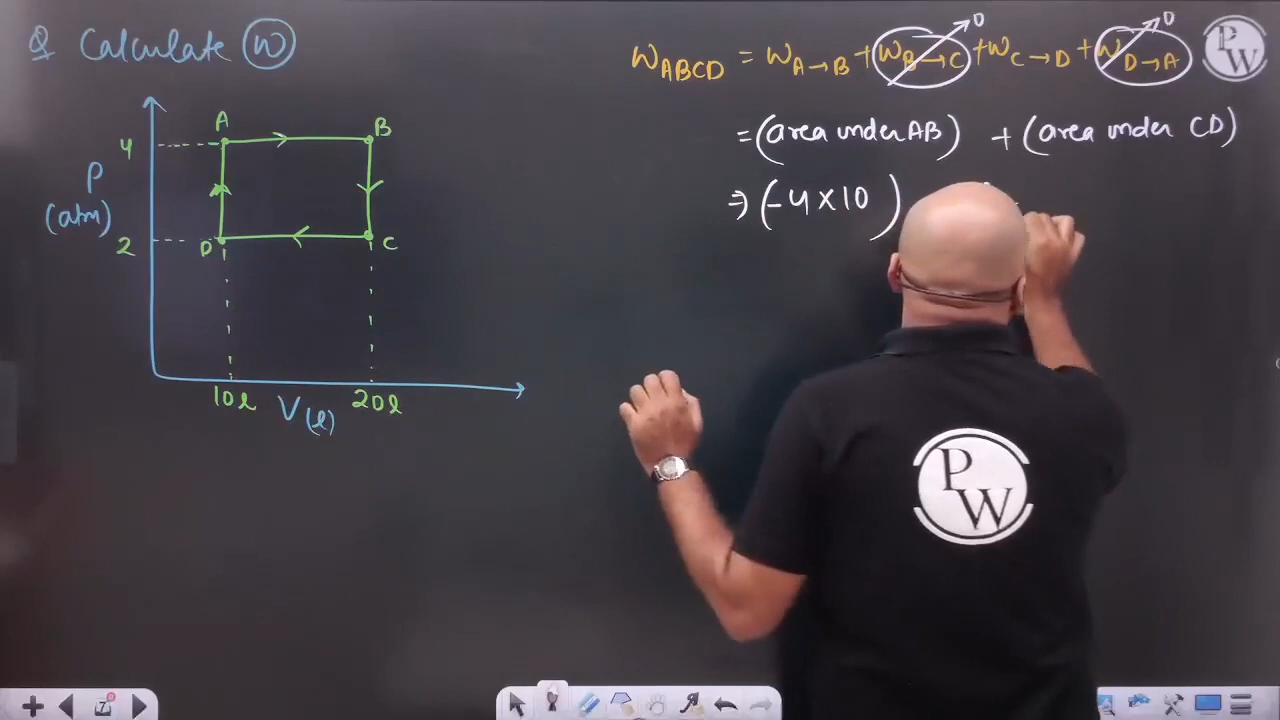 Q Calculate (W)
W_ABCD = W_A→B + W_B→C + W_C→D + W_D→A
0
0
PW
= (area under AB) + (area under CD)
⇒ (-4×10)
A
B
4
P
(atm)
2
D
C
10l
20l
V(l)
PW